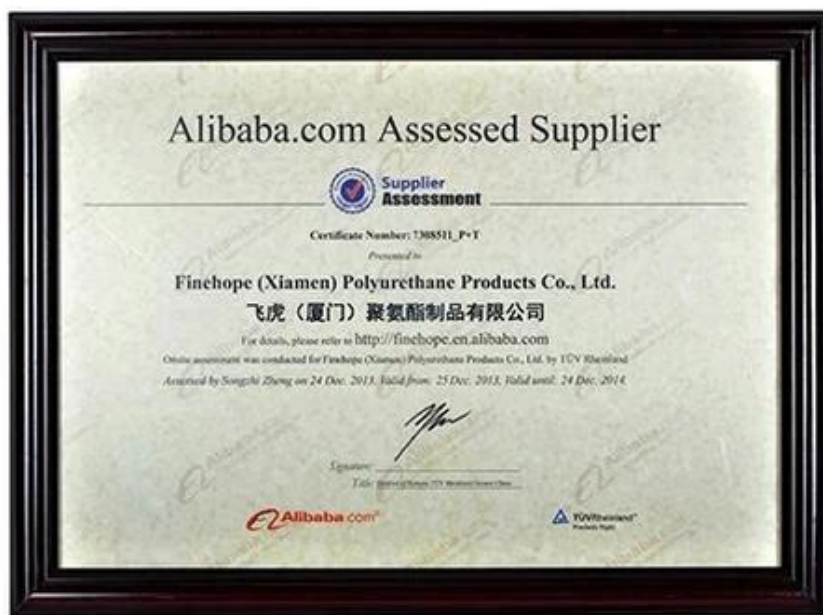 Alibaba.com Assessed Supplier
Supplier
Assessment
Certificate Number: 7308511_P+T
Presented to
Finehope (Xiamen) Polyurethane Products Co., Ltd.
飞虎（厦门）聚氨酯制品有限公司
For details, please refer to http://finehope.en.alibaba.com
Onsite assessment was conducted for Finehope (Xiamen) Polyurethane Products Co., Ltd. by TÜV Rheinland
Assessed by Songzhi Zheng on 24 Dec. 2013, Valid from: 25 Dec. 2013, Valid until: 24 Dec. 2014
Signature:
Title:
Alibaba.com®
TÜVRheinland®
Precisely Right.